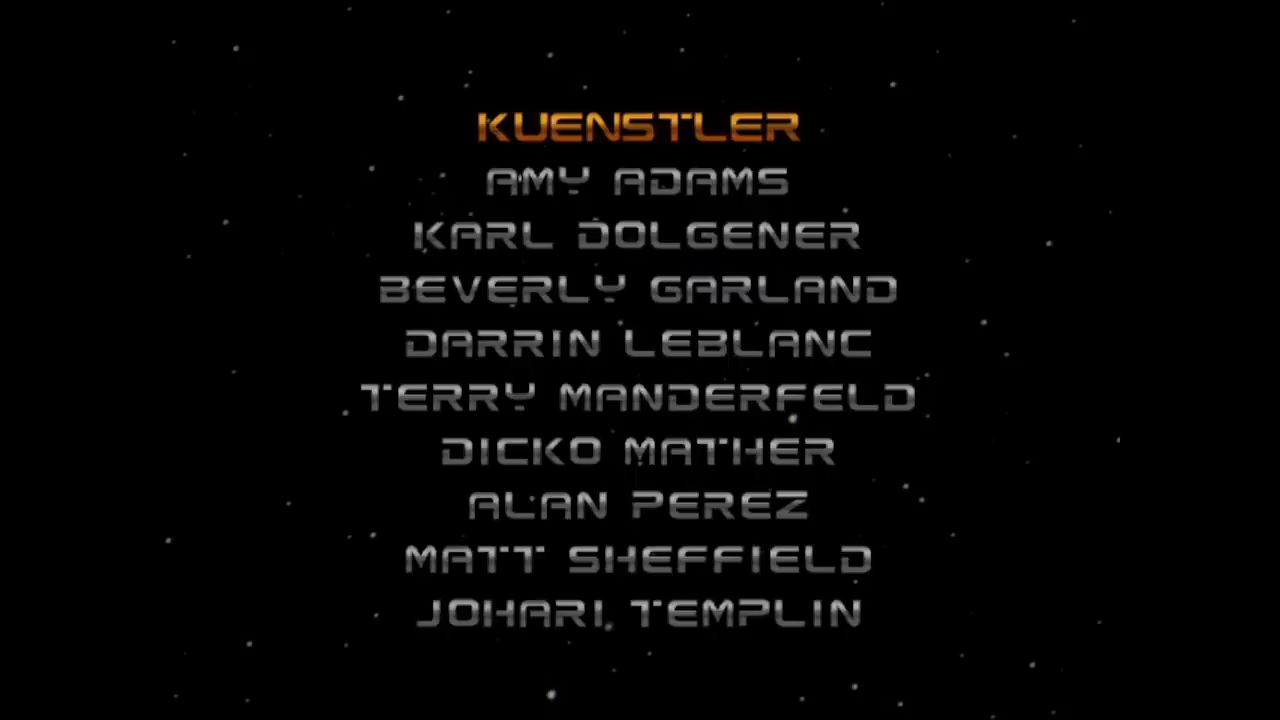 KUENSTLER
AMY ADAMS
KARL DOLGENER
BEVERLY GARLAND
DARRIN LEBLANC
TERRY MANDERFELD
DICKO MATHER
ALAN PEREZ
MATT SHEFFIELD
JOHARI TEMPLIN